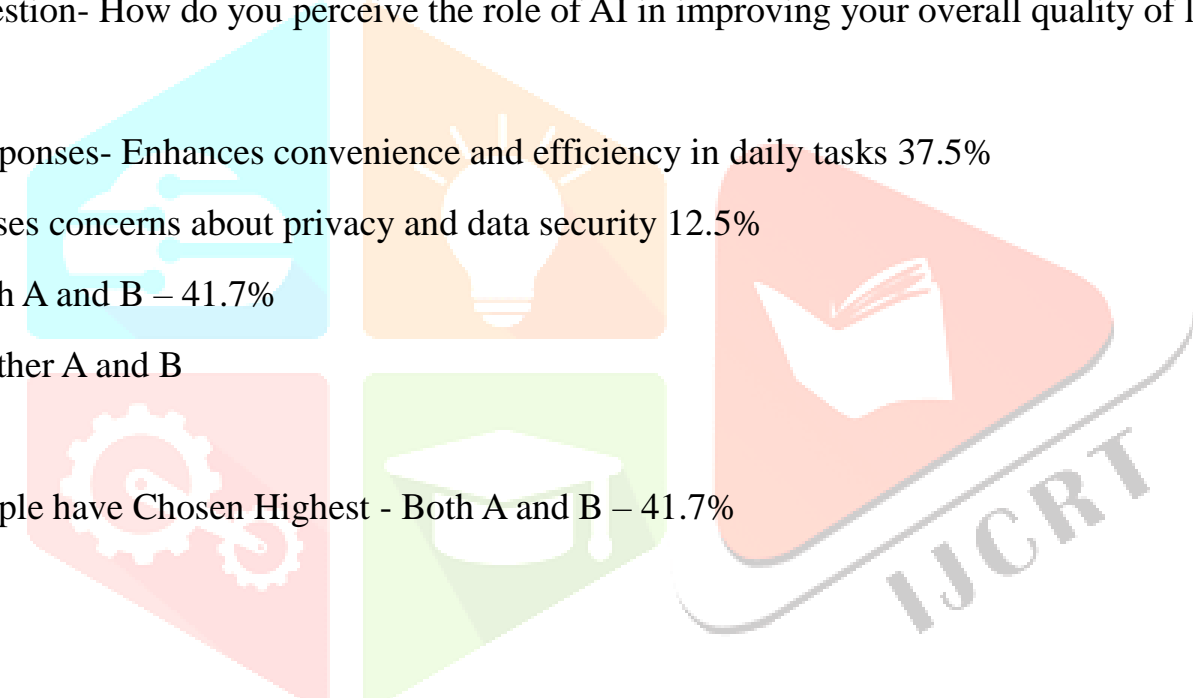 estion- How do you perceive the role of AI in improving your overall quality of l
ponses- Enhances convenience and efficiency in daily tasks 37.5%
ses concerns about privacy and data security 12.5%
h A and B – 41.7%
ther A and B
ple have Chosen Highest - Both A and B – 41.7%
IJCRT